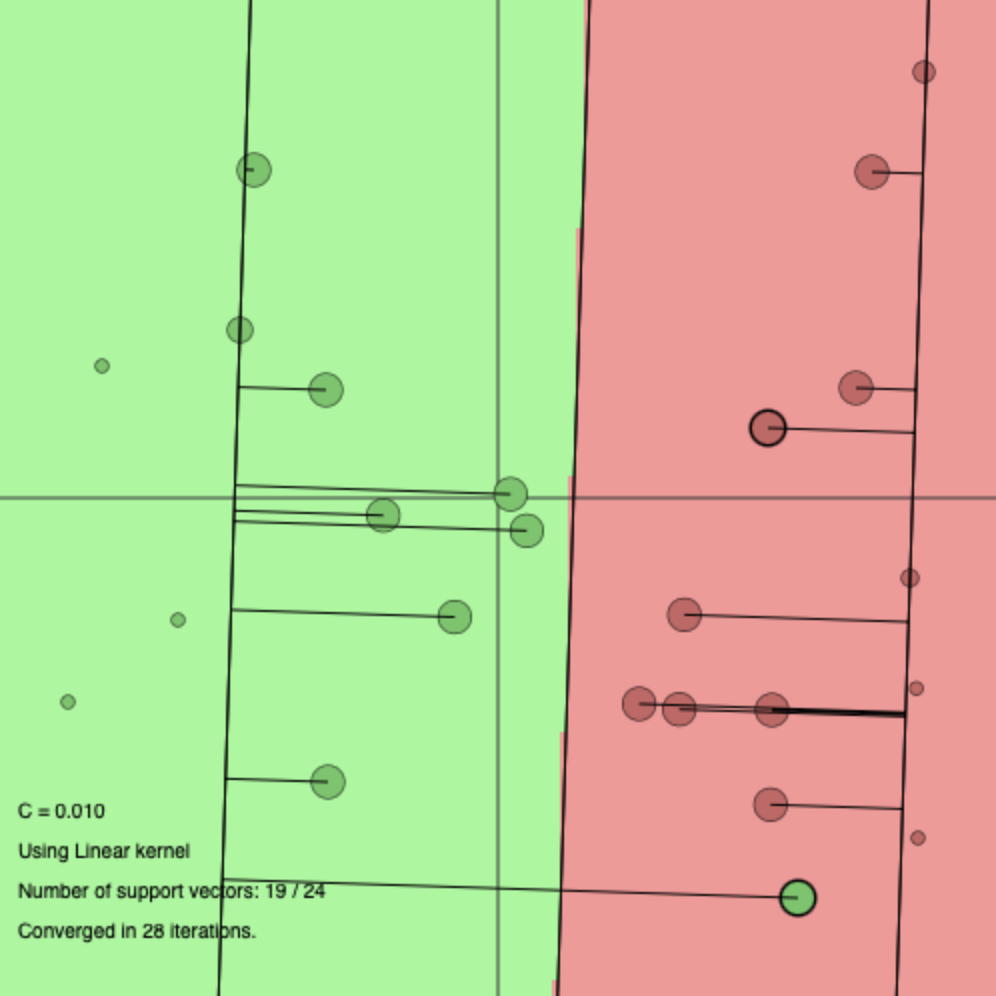 C = 0.010
Using Linear kernel
Number of support vectors: 19 / 24
Converged in 28 iterations.